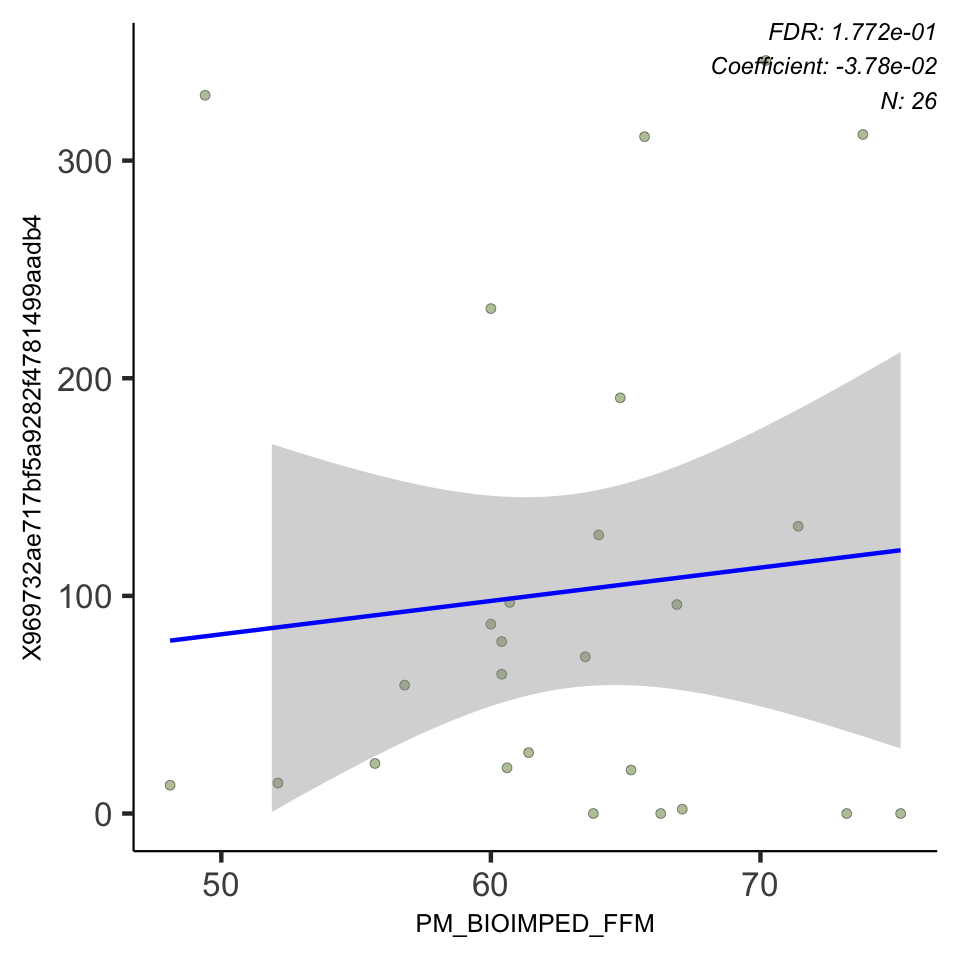 FDR: 1.772e-01
Coefficient: -3.78e-02
N: 26
X969732ae717bf5a9282f4781499aadb4
300
200
100
0
50 60 70
PM_BIOIMPED_FFM